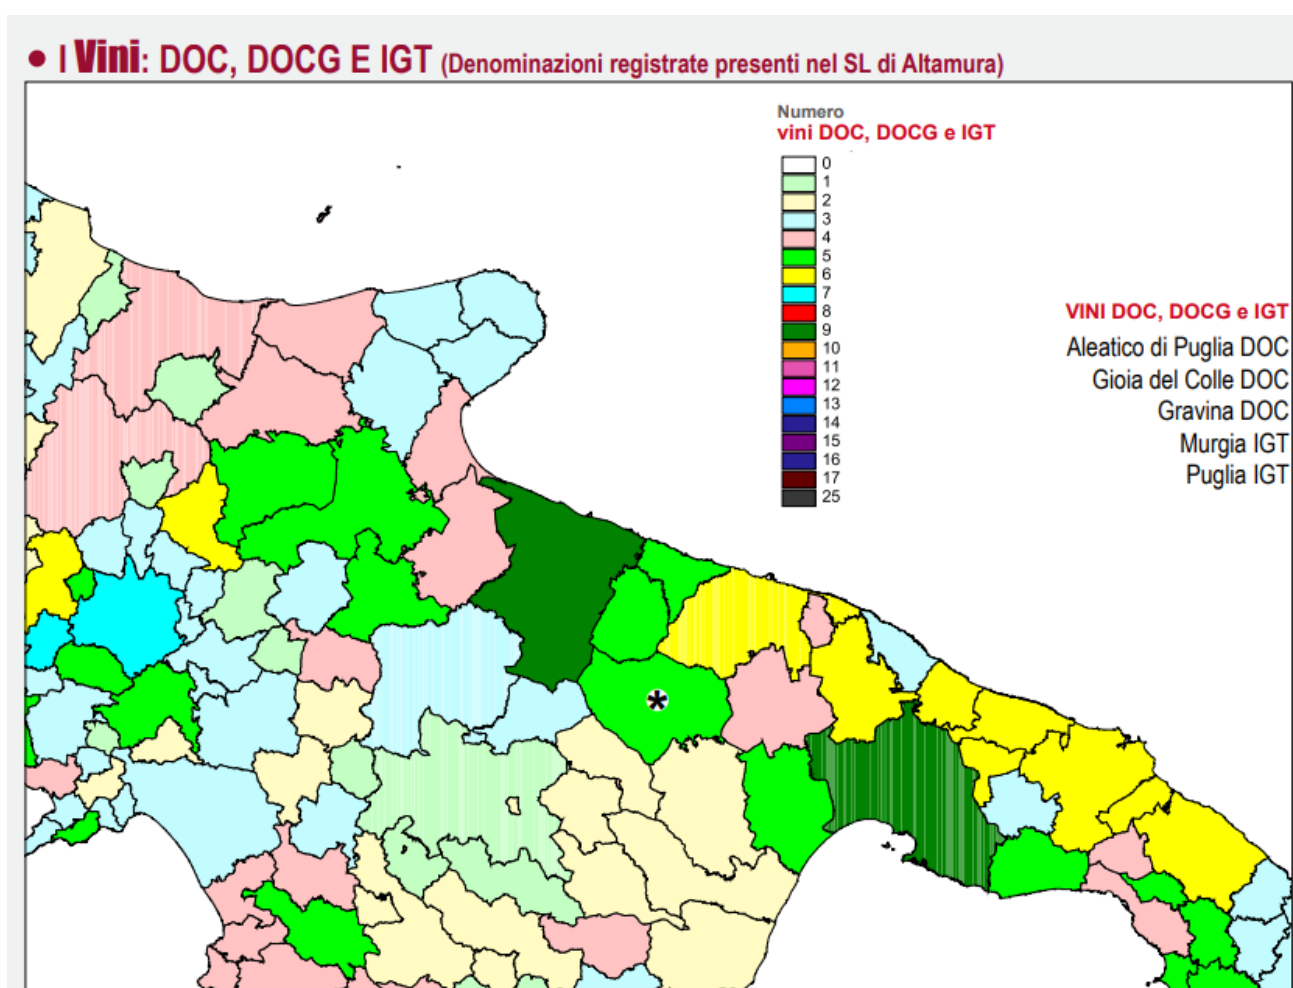 • I Vini: DOC, DOCG E IGT (Denominazioni registrate presenti nel SL di Altamura)
Numero
vini DOC, DOCG e IGT
0
1
2
3
4
5
6
7
8
9
10
11
12
13
14
15
16
17
25
VINI DOC, DOCG e IGT
Aleatico di Puglia DOC
Gioia del Colle DOC
Gravina DOC
Murgia IGT
Puglia IGT
*